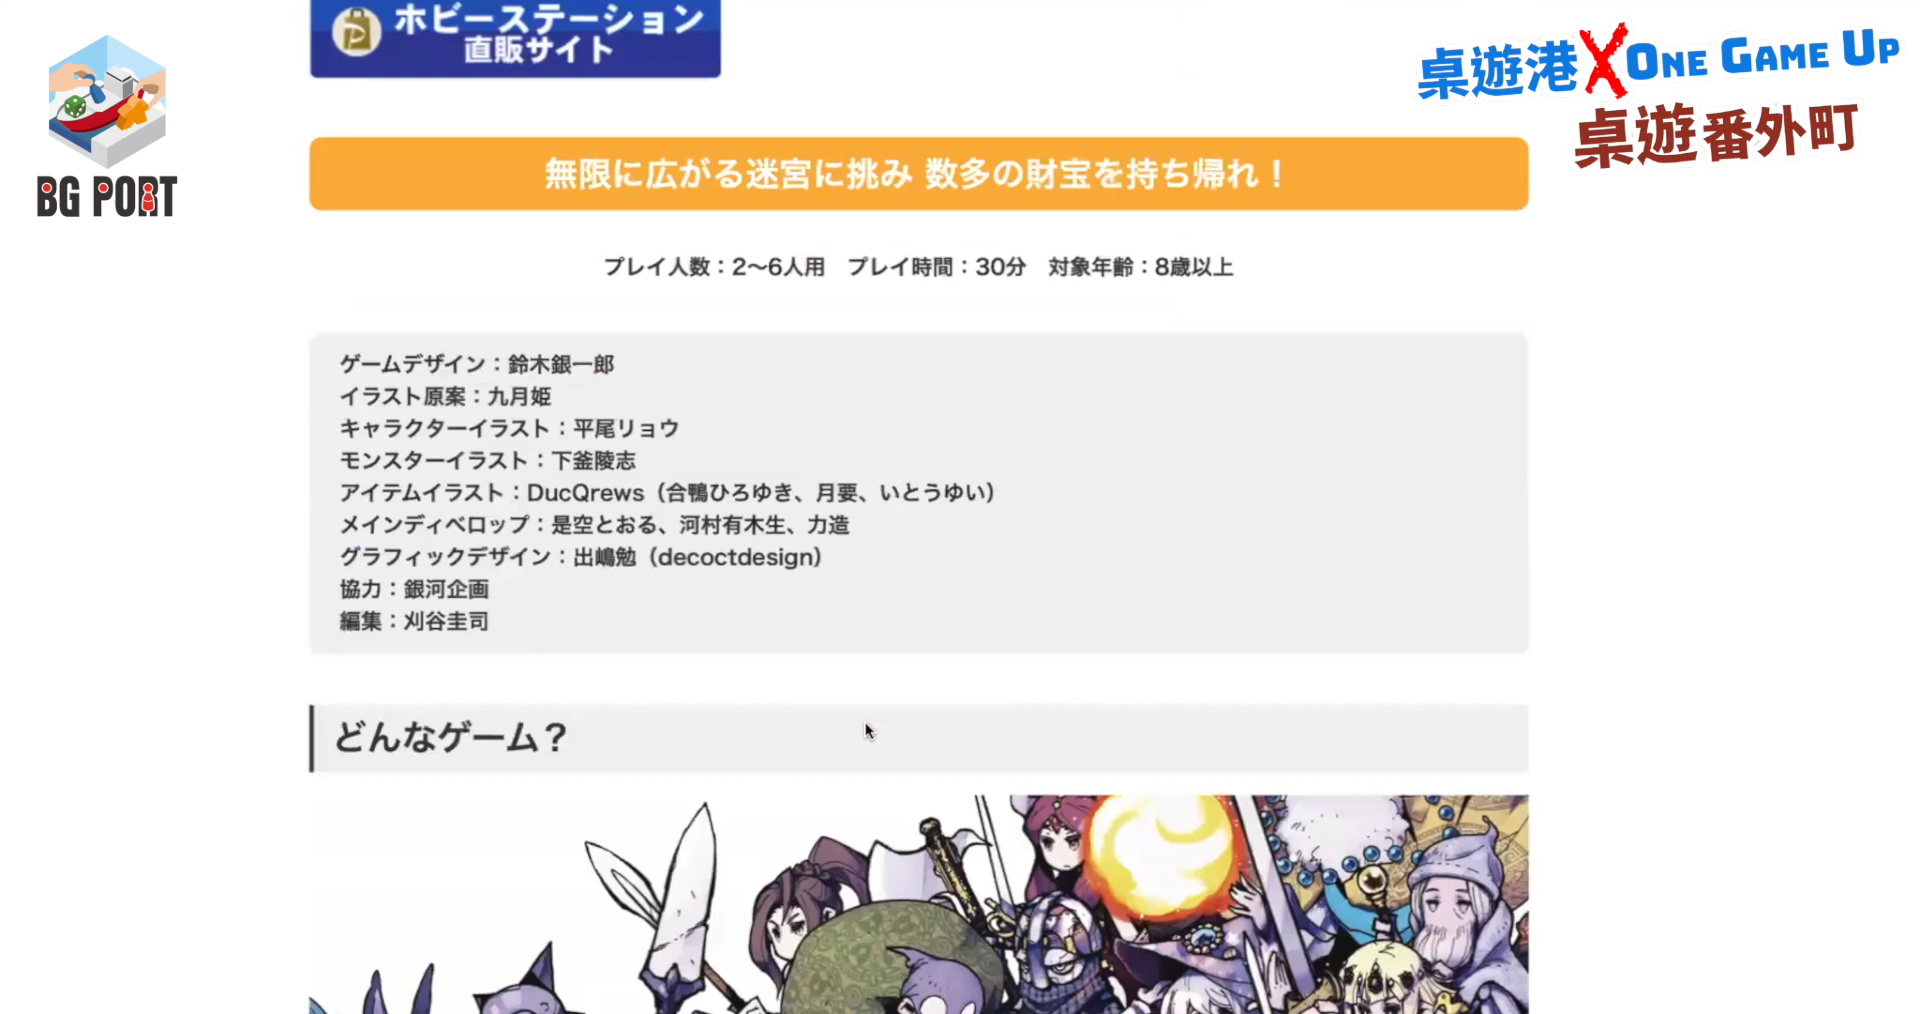 ホビーステーション
直販サイト
BG PORT
桌遊港 X ONE GAME UP
桌遊番外町
無限に広がる迷宮に挑み 数多の財宝を持ち帰れ！
プレイ人数：2〜6人用　プレイ時間：30分　対象年齢：8歳以上
ゲームデザイン：鈴木銀一郎
イラスト原案：九月姫
キャラクターイラスト：平尾リョウ
モンスターイラスト：下釜陵志
アイテムイラスト：DucQrews（合鴨ひろゆき、月要、いとうゆい）
メインディベロップ：是空とおる、河村有木生、力造
グラフィックデザイン：出嶋勉（decoctdesign）
協力：銀河企画
編集：刈谷圭司
どんなゲーム？